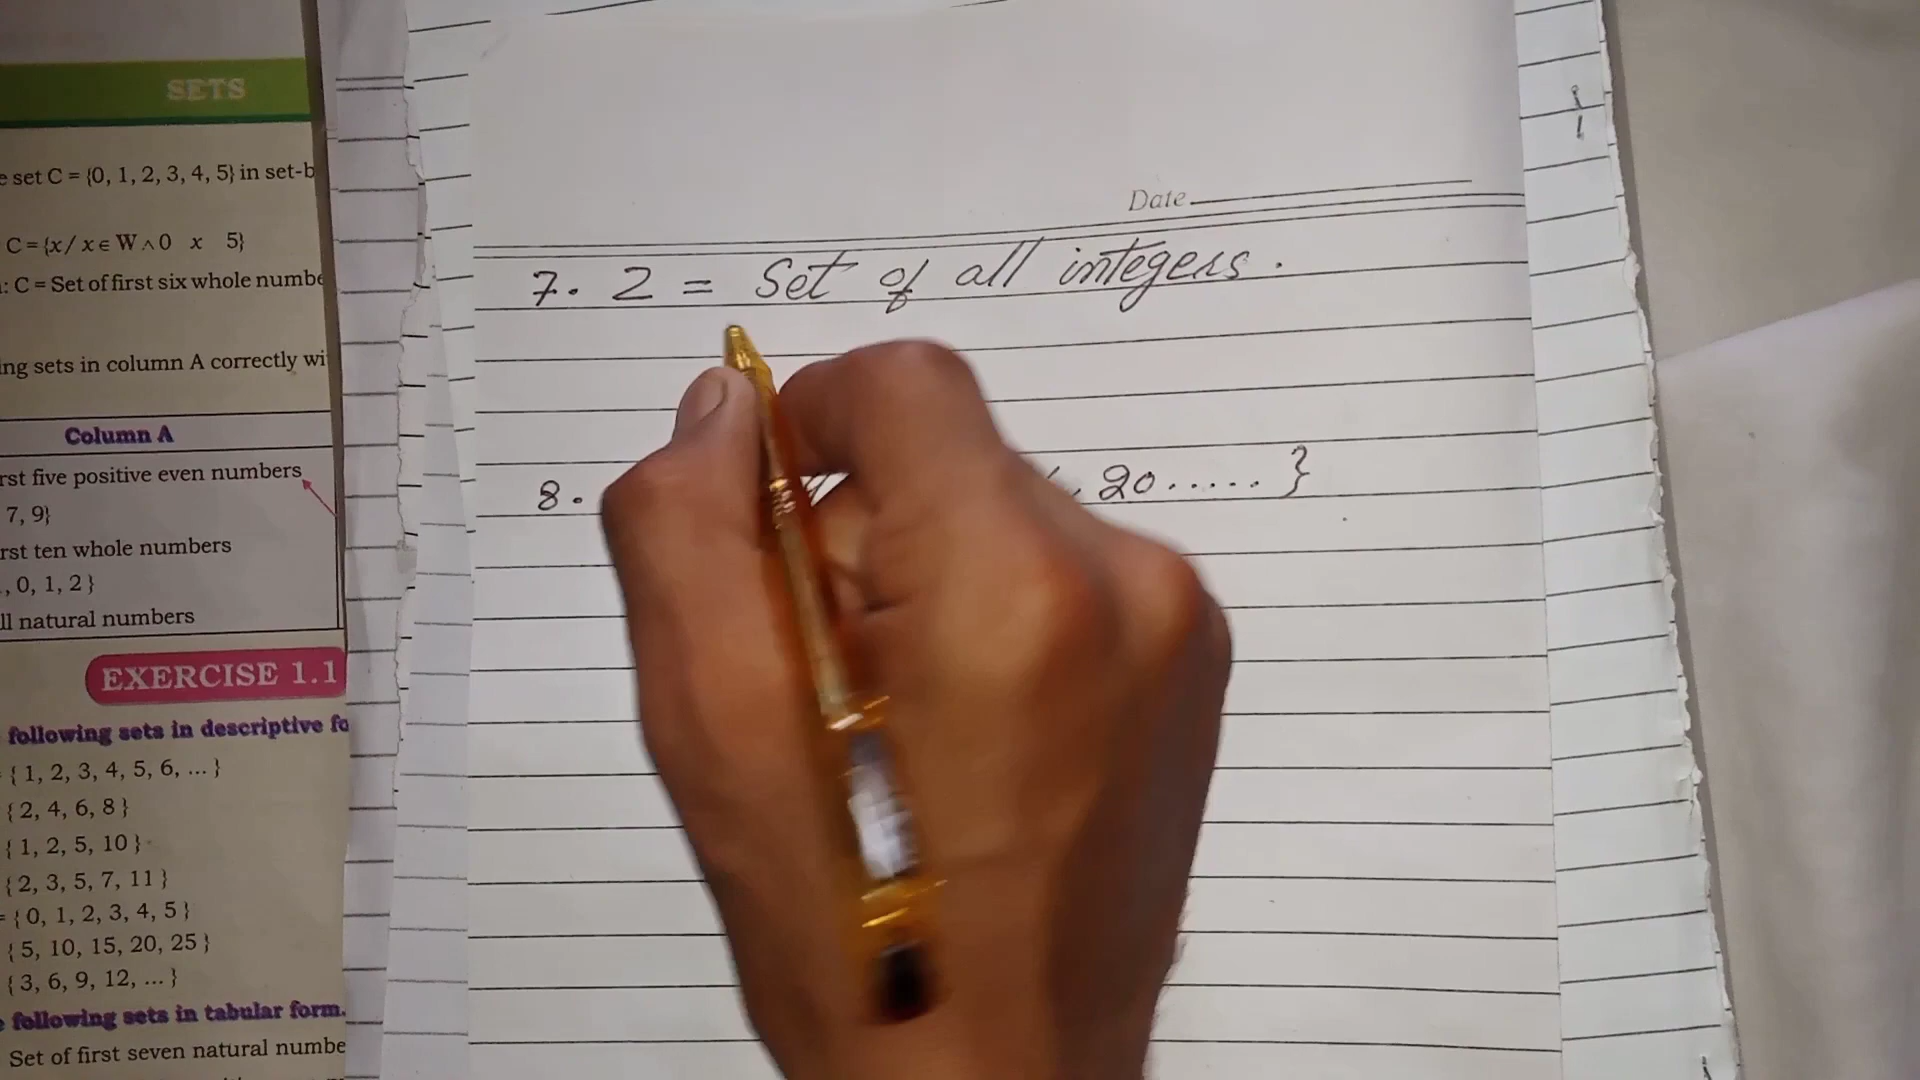 SETS
set C = {0, 1, 2, 3, 4, 5} in set-b
C = {x/ x ∈ W ∧ 0 x 5}
: C = Set of first six whole numbe
ing sets in column A correctly wi
Column A
rst five positive even numbers
7, 9}
rst ten whole numbers
, 0, 1, 2 }
ll natural numbers
EXERCISE 1.1
following sets in descriptive fo
{ 1, 2, 3, 4, 5, 6, ... }
{ 2, 4, 6, 8 }
{ 1, 2, 5, 10 }
{ 2, 3, 5, 7, 11 }
= { 0, 1, 2, 3, 4, 5 }
{ 5, 10, 15, 20, 25 }
{ 3, 6, 9, 12, ... }
following sets in tabular form.
Set of first seven natural numbe
Date
7. Z = Set of all integers.
8. , 20 ..... }